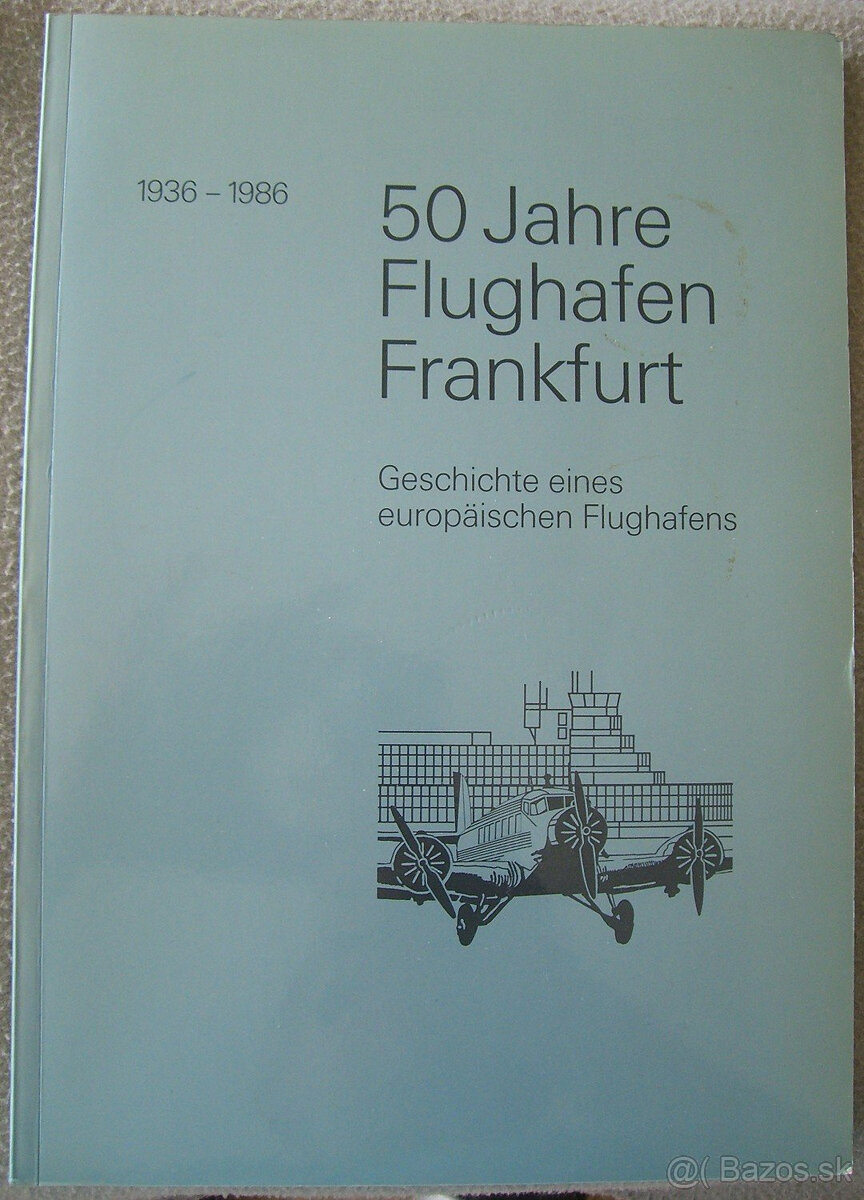 1936 – 1986
50 Jahre
Flughafen
Frankfurt
Geschichte eines
europäischen Flughafens
@( Bazos.sk